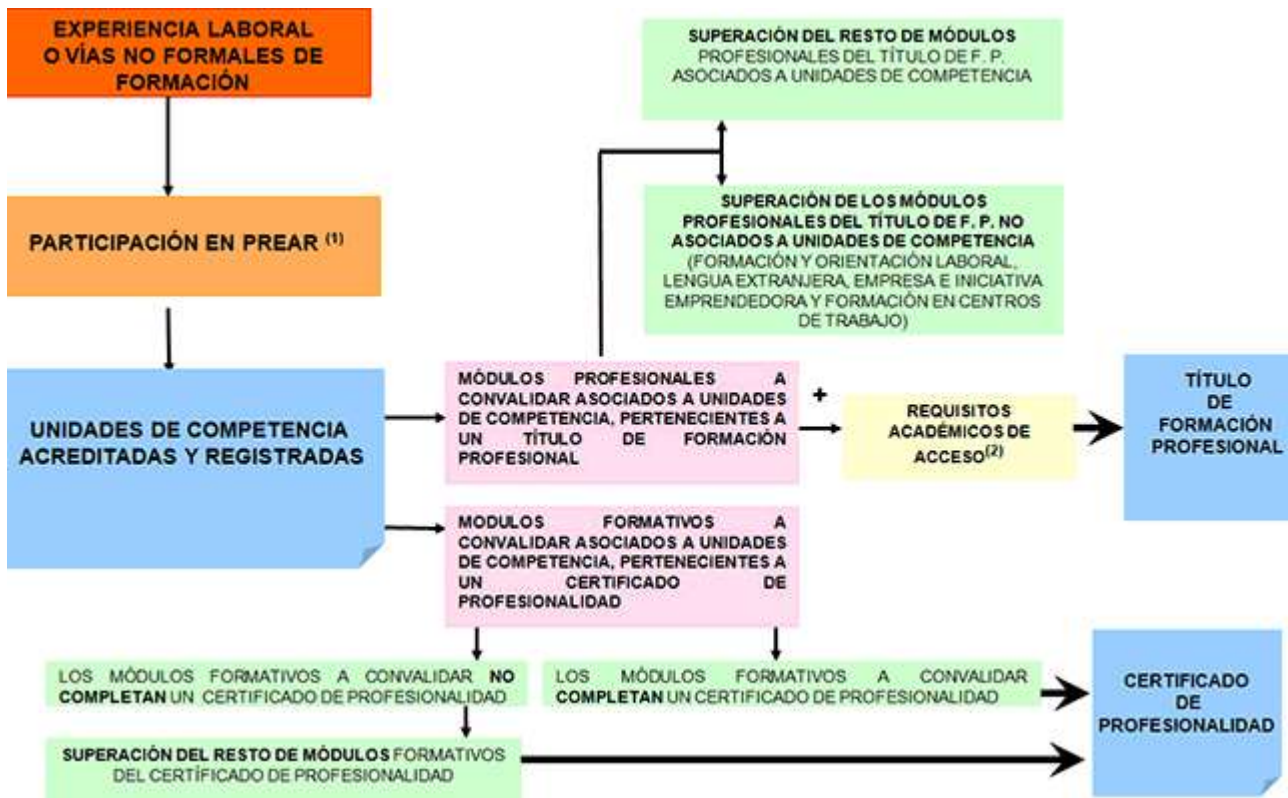 EXPERIENCIA LABORAL
O VÍAS NO FORMALES DE
FORMACIÓN
SUPERACIÓN DEL RESTO DE MÓDULOS
PROFESIONALES DEL TÍTULO DE F. P.
ASOCIADOS A UNIDADES DE COMPETENCIA
PARTICIPACIÓN EN PREAR (1)
SUPERACIÓN DE LOS MÓDULOS
PROFESIONALES DEL TÍTULO DE F. P. NO
ASOCIADOS A UNIDADES DE COMPETENCIA
(FORMACIÓN Y ORIENTACIÓN LABORAL,
LENGUA EXTRANJERA, EMPRESA E INICIATIVA
EMPRENDEDORA Y FORMACIÓN EN CENTROS
DE TRABAJO)
UNIDADES DE COMPETENCIA
ACREDITADAS Y REGISTRADAS
MÓDULOS PROFESIONALES A
CONVALIDAR ASOCIADOS A UNIDADES
DE COMPETENCIA, PERTENECIENTES A
UN TÍTULO DE FORMACIÓN
PROFESIONAL
+
REQUISITOS
ACADÉMICOS DE
ACCESO(2)
TÍTULO
DE
FORMACIÓN
PROFESIONAL
MODULOS FORMATIVOS A
CONVALIDAR ASOCIADOS A UNIDADES
DE COMPETENCIA, PERTENECIENTES A
UN CERTIFICADO DE
PROFESIONALIDAD
LOS MÓDULOS FORMATIVOS A CONVALIDAR NO
COMPLETAN UN CERTIFICADO DE PROFESIONALIDAD
LOS MÓDULOS FORMATIVOS A CONVALIDAR
COMPLETAN UN CERTIFICADO DE PROFESIONALIDAD
CERTIFICADO
DE
PROFESIONALIDAD
SUPERACIÓN DEL RESTO DE MÓDULOS FORMATIVOS
DEL CERTÍFICADO DE PROFESIONALIDAD